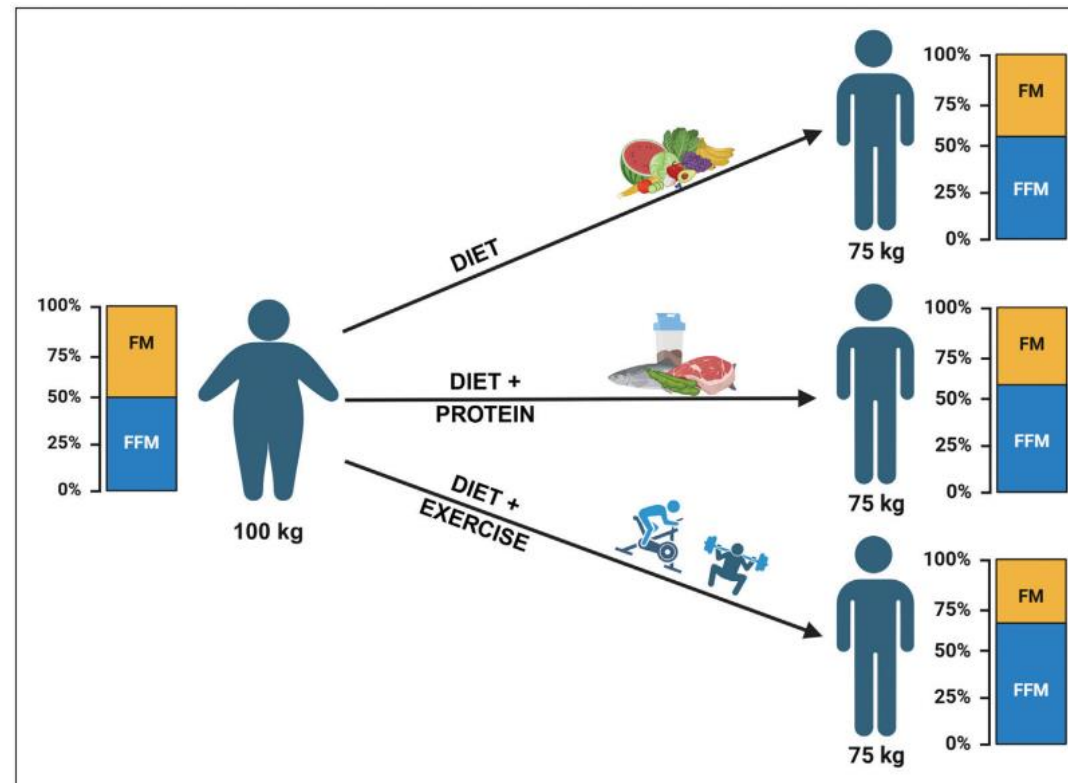 100%
75%
50%
25%
0%
FM
FFM
100 kg
DIET
100%
75%
50%
25%
0%
FM
FFM
75 kg
DIET +
PROTEIN
100%
75%
50%
25%
0%
FM
FFM
75 kg
DIET +
EXERCISE
100%
75%
50%
25%
0%
FM
FFM
75 kg